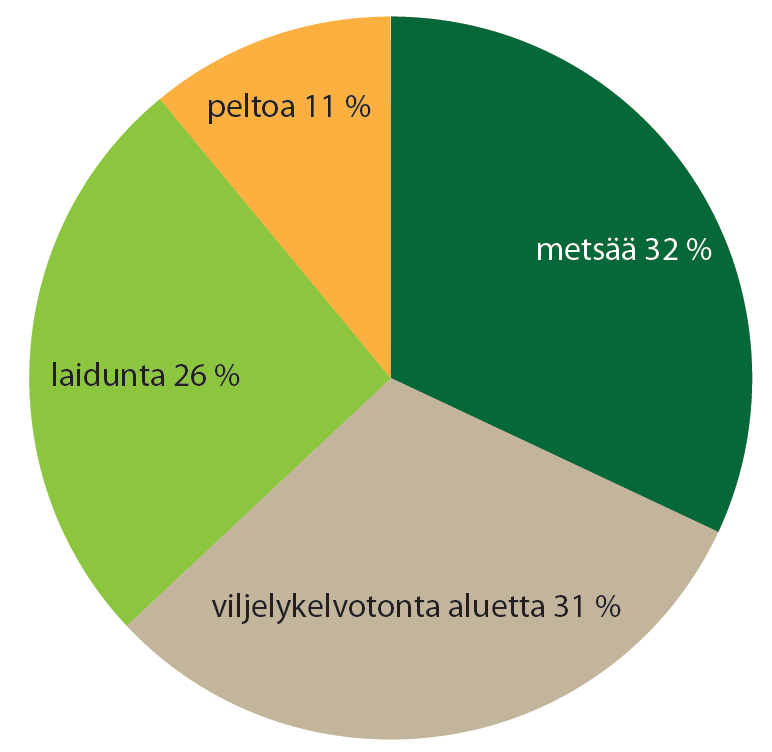 peltoa 11 %
metsää 32 %
laidunta 26 %
viljelykelvotonta aluetta 31 %